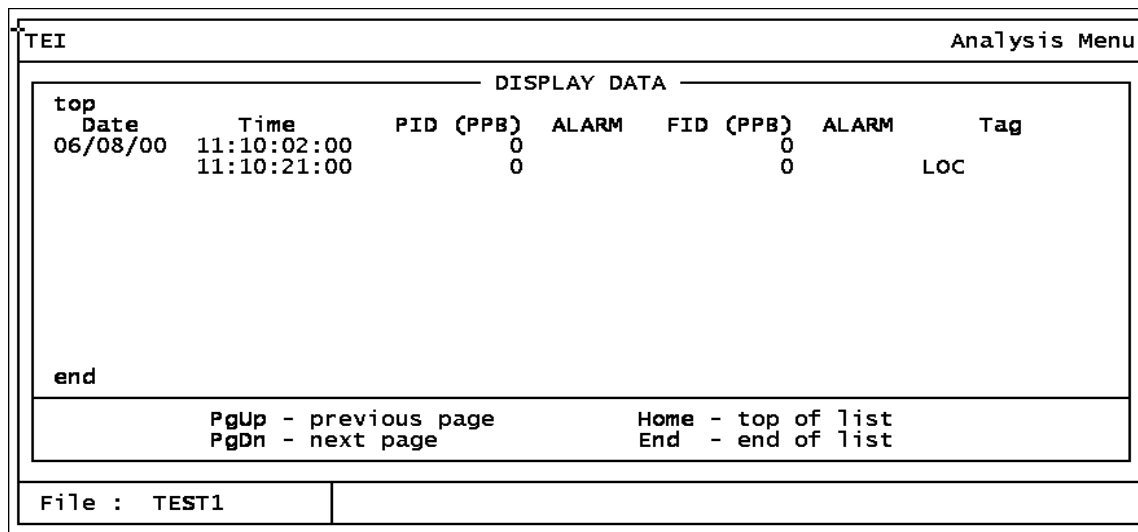 TEI Analysis Menu
DISPLAY DATA
top
Date Time PID (PPB) ALARM FID (PPB) ALARM Tag
06/08/00 11:10:02:00 0 0
11:10:21:00 0 0 LOC
end
PgUp - previous page Home - top of list
PgDn - next page End - end of list
File : TEST1